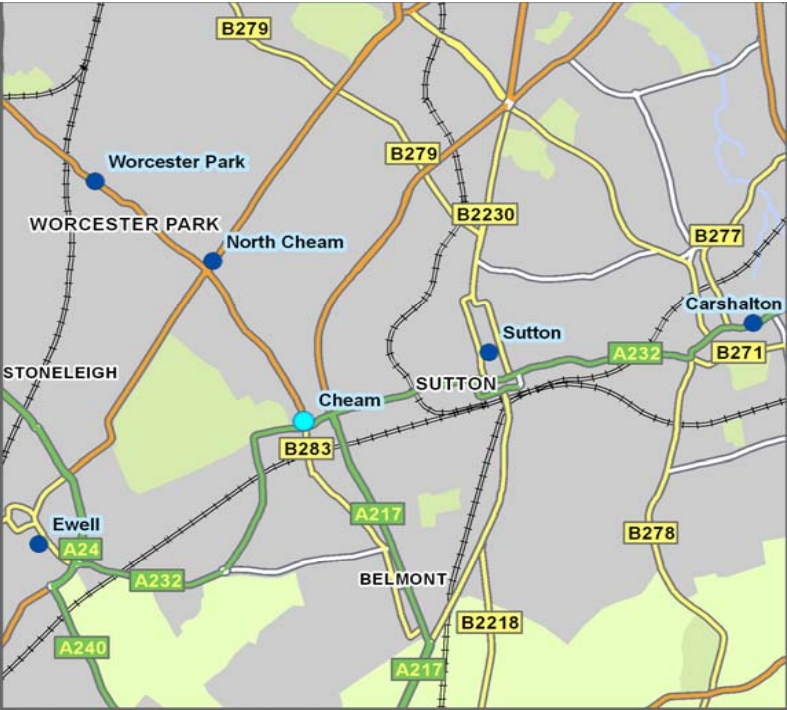 B279
B279
Worcester Park
B2230
WORCESTER PARK
B277
North Cheam
Carshalton
Sutton
A232
B271
STONELEIGH
SUTTON
Cheam
B283
A217
Ewell
B278
A24
A232
BELMONT
B2218
A240
A217